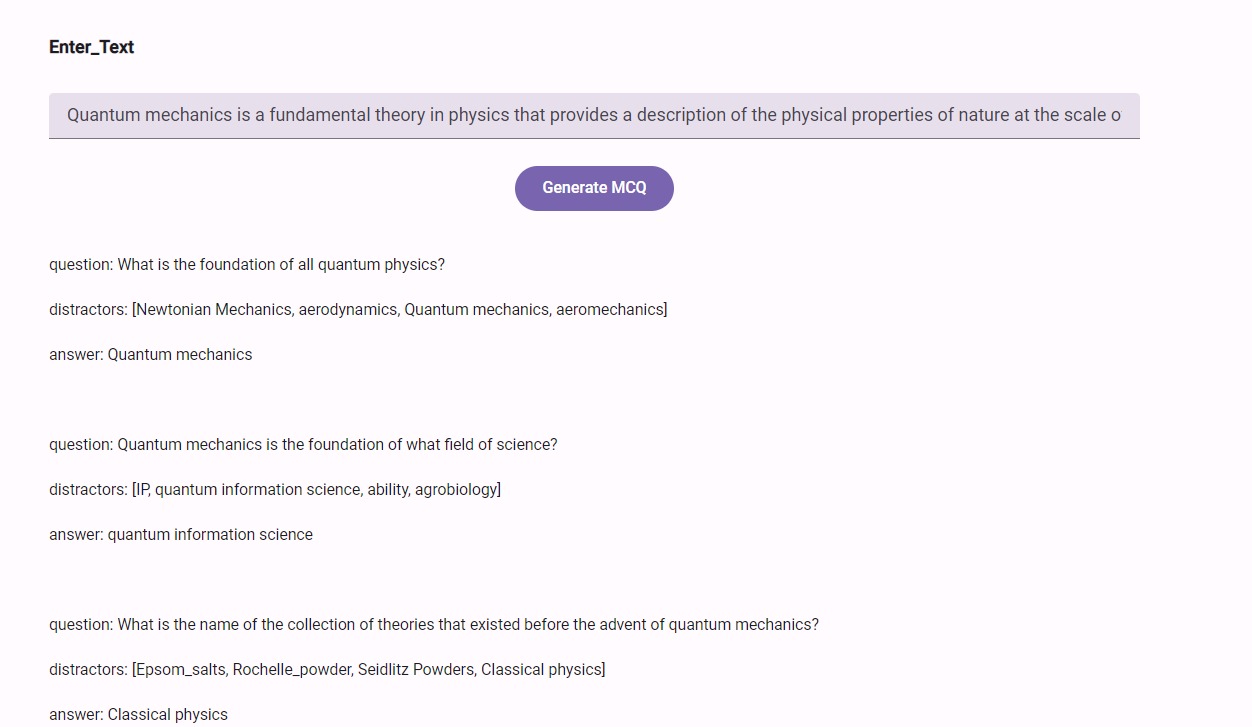 Enter_Text
Quantum mechanics is a fundamental theory in physics that provides a description of the physical properties of nature at the scale o
Generate MCQ
question: What is the foundation of all quantum physics?
distractors: [Newtonian Mechanics, aerodynamics, Quantum mechanics, aeromechanics]
answer: Quantum mechanics
question: Quantum mechanics is the foundation of what field of science?
distractors: [IP, quantum information science, ability, agrobiology]
answer: quantum information science
question: What is the name of the collection of theories that existed before the advent of quantum mechanics?
distractors: [Epsom_salts, Rochelle_powder, Seidlitz Powders, Classical physics]
answer: Classical physics